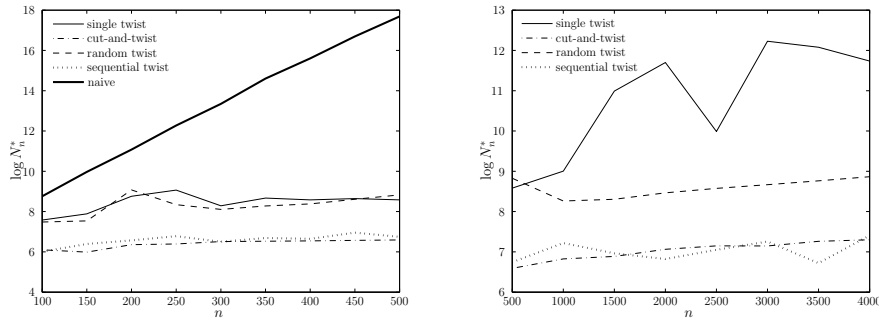 18
16
14
12
10
8
6
4
log N*n
single twist
cut-and-twist
random twist
sequential twist
naive
100 150 200 250 300 350 400 450 500
n
13
12
11
10
9
8
7
6
log N*n
single twist
cut-and-twist
random twist
sequential twist
500 1000 1500 2000 2500 3000 3500 4000
n